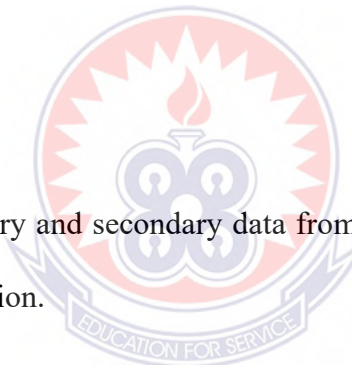 ry and secondary data from
ion.
EDUCATION FOR SERVICE